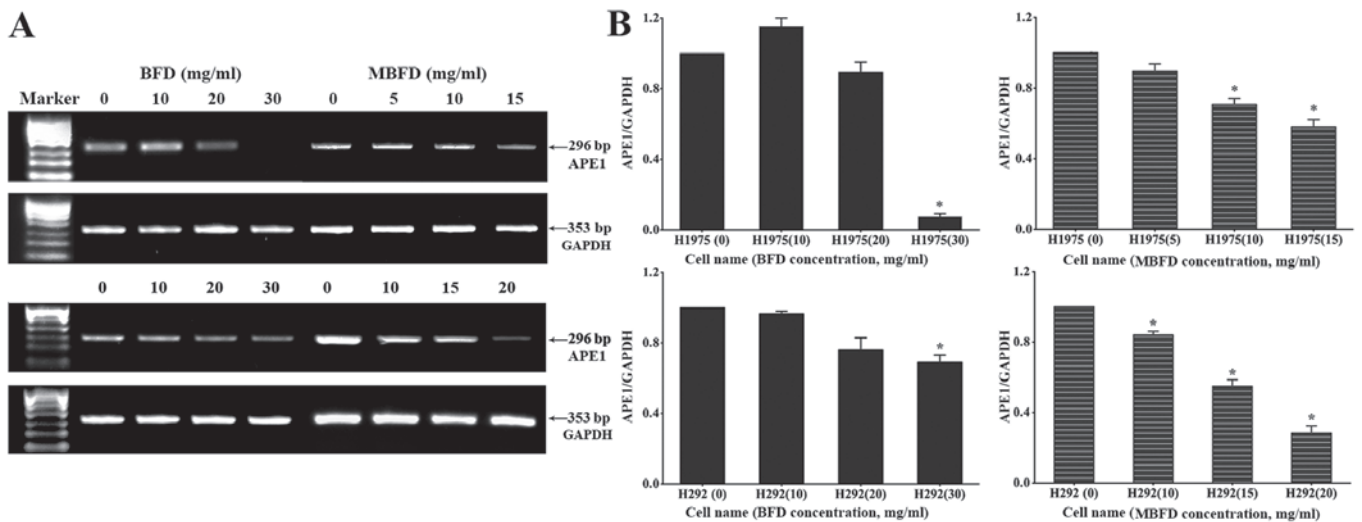 A
BFD (mg/ml) MBFD (mg/ml)
Marker 0 10 20 30 0 5 10 15
296 bp
APE1
353 bp
GAPDH
0 10 20 30 0 10 15 20
296 bp
APE1
353 bp
GAPDH
B
1.2
0.8
0.4
0.0
APE1/GAPDH
*
H1975 (0) H1975(10) H1975(20) H1975(30)
Cell name (BFD concentration, mg/ml)
1.2
0.8
0.4
0.0
APE1/GAPDH
* *
H1975 (0) H1975(5) H1975(10) H1975(15)
Cell name (MBFD concentration, mg/ml)
1.2
0.8
0.4
0.0
APE1/GAPDH
*
H292 (0) H292(10) H292(20) H292(30)
Cell name (BFD concentration, mg/ml)
1.2
0.8
0.4
0.0
APE1/GAPDH
* * *
H292 (0) H292(10) H292(15) H292(20)
Cell name (MBFD concentration, mg/ml)